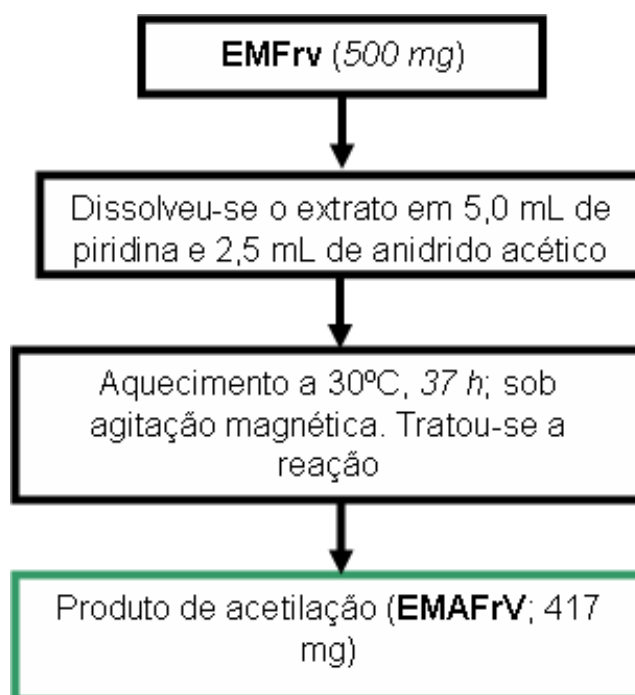 EMFrv (500 mg)
Dissolveu-se o extrato em 5,0 mL de
piridina e 2,5 mL de anidrido acético
Aquecimento a 30ºC, 37 h; sob
agitação magnética. Tratou-se a
reação
Produto de acetilação (EMAFrV; 417
mg)